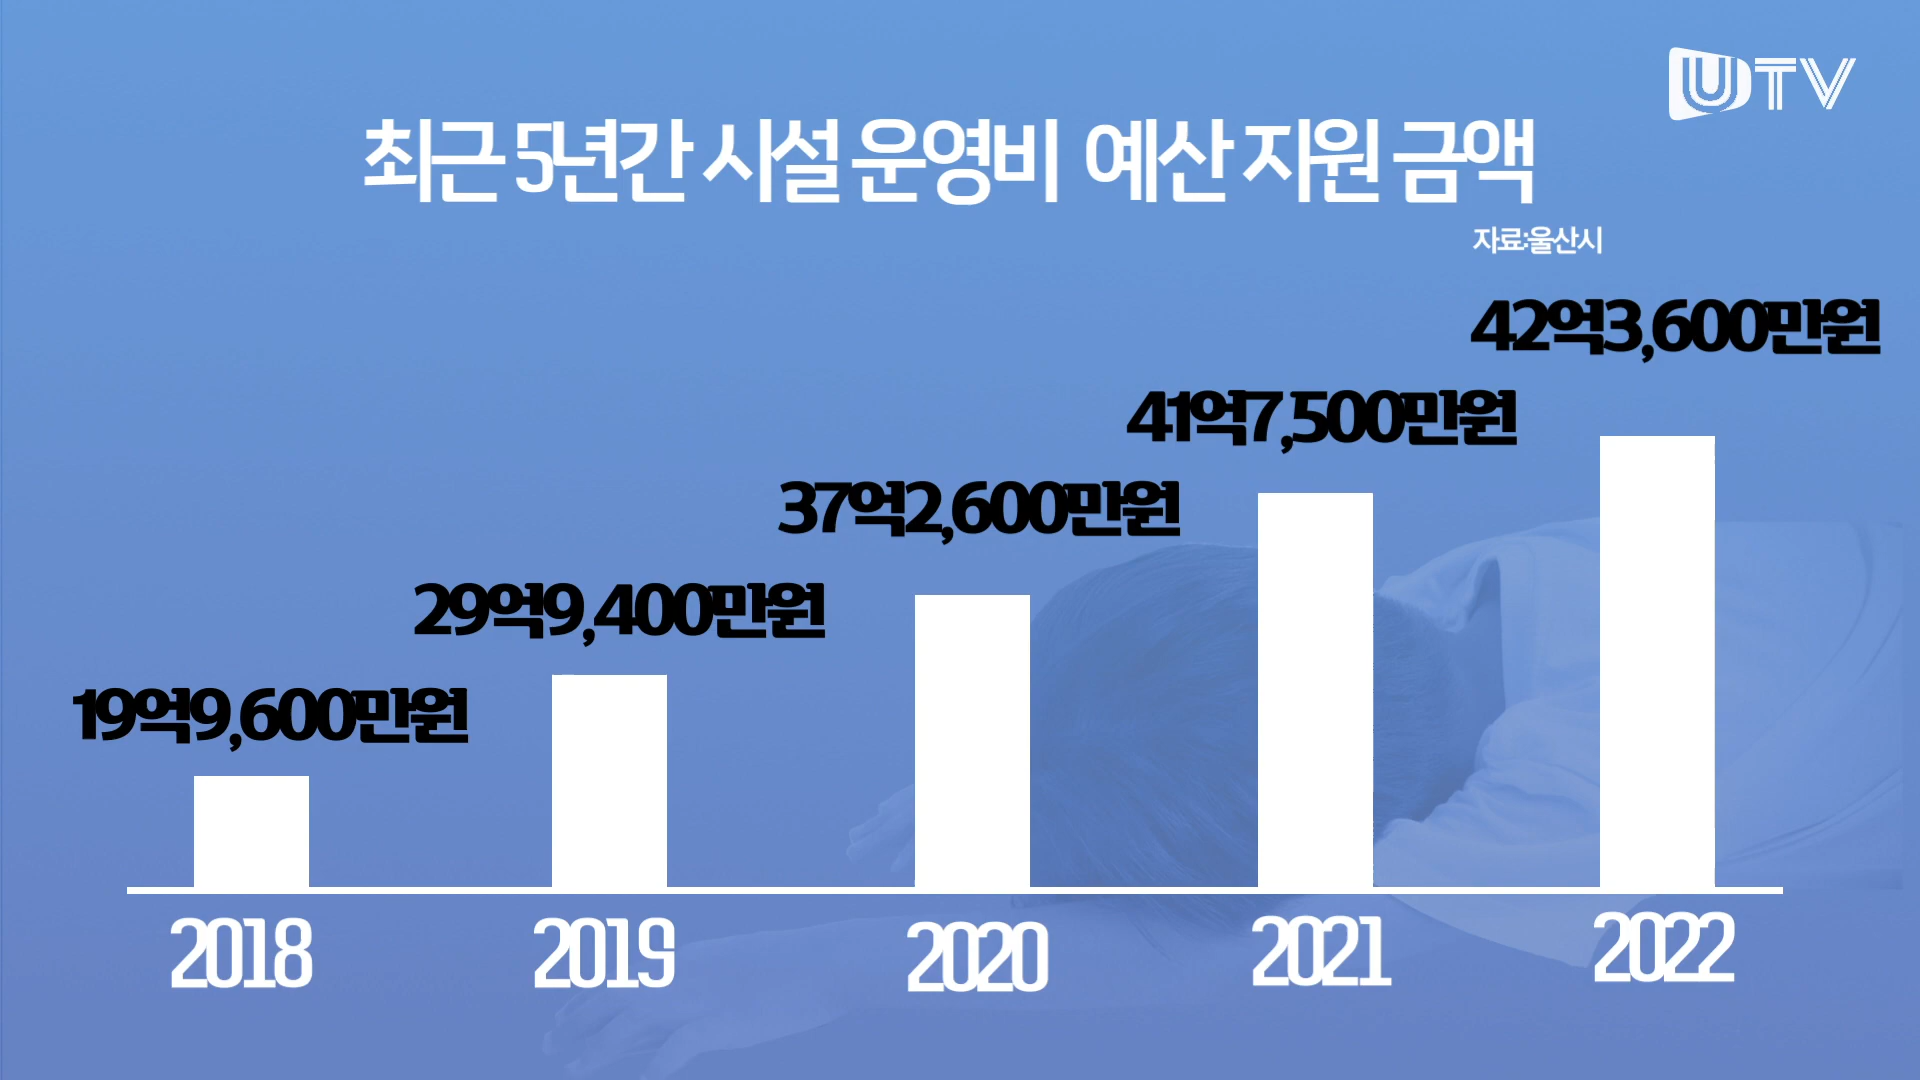 UTV
최근 5년간 시설 운영비 예산 지원 금액
자료:울산시
42억3,600만원
41억7,500만원
37억2,600만원
29억9,400만원
19억9,600만원
2018 2019 2020 2021 2022